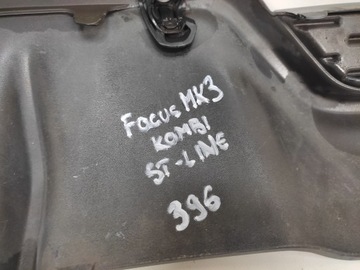 FOCUS MK3
KOMBI
ST-LINE
396